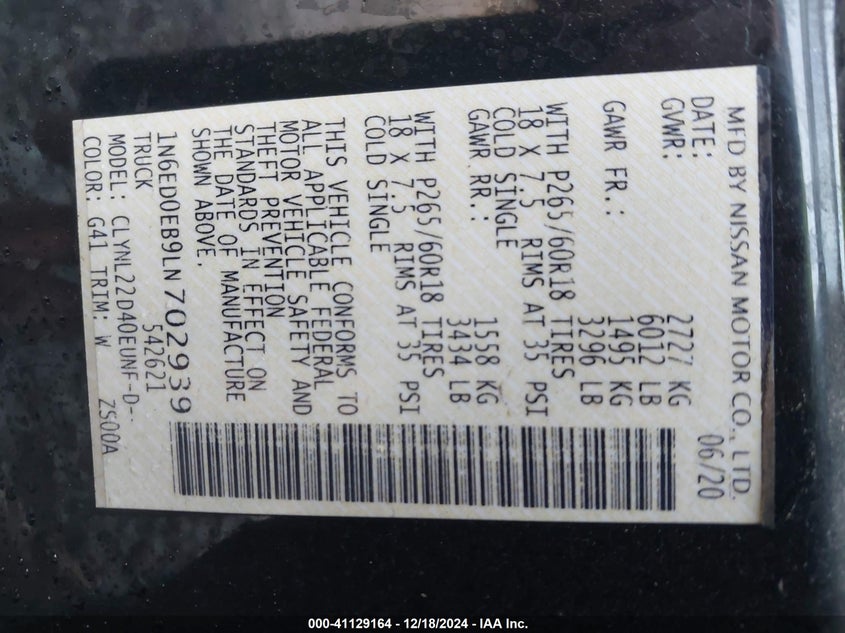 MFD BY NISSAN MOTOR CO., LTD.
DATE: 06/20
GVWR: 2727 KG
6012 LB
GAWR FR.: 1495 KG
3296 LB
WITH P265/60R18 TIRES
18 X 7.5 RIMS AT 35 PSI
COLD SINGLE
GAWR RR.: 1558 KG
3434 LB
WITH P265/60R18 TIRES
18 X 7.5 RIMS AT 35 PSI
COLD SINGLE
THIS VEHICLE CONFORMS TO
ALL APPLICABLE FEDERAL
MOTOR VEHICLE SAFETY AND
THEFT PREVENTION
STANDARDS IN EFFECT ON
THE DATE OF MANUFACTURE
SHOWN ABOVE.
1N6ED0EB9LN702939
TRUCK 542621
MODEL: CLYNL22D40EUNF-D--
COLOR: G41 TRIM: W ZS00A
000-41129164 - 12/18/2024 - IAA Inc.